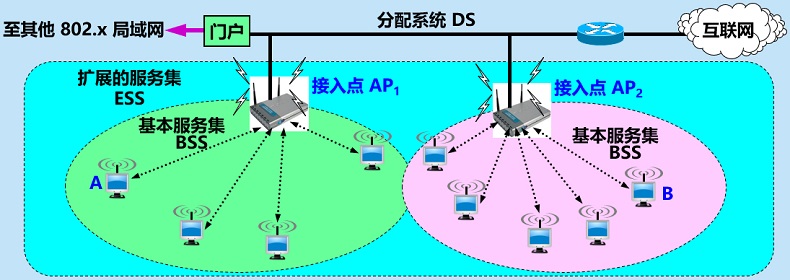 分配系统 DS
至其他 802.x 局域网
门户
互联网
扩展的服务集
ESS
接入点 AP₁
接入点 AP₂
基本服务集
BSS
基本服务集
BSS
A
B